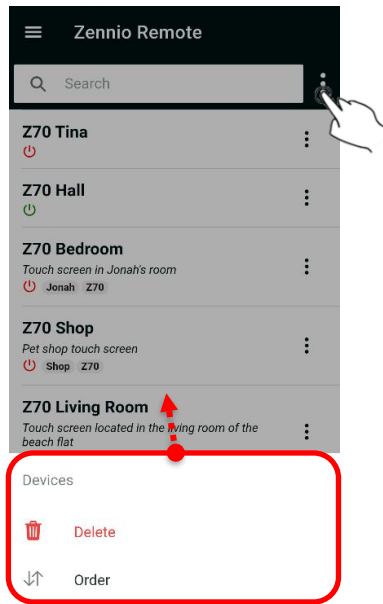 Zennio Remote
Search
Z70 Tina
Z70 Hall
Z70 Bedroom
Touch screen in Jonah's room
Jonah Z70
Z70 Shop
Pet shop touch screen
Shop Z70
Z70 Living Room
Touch screen located in the living room of the
beach flat
Devices
Delete
Order